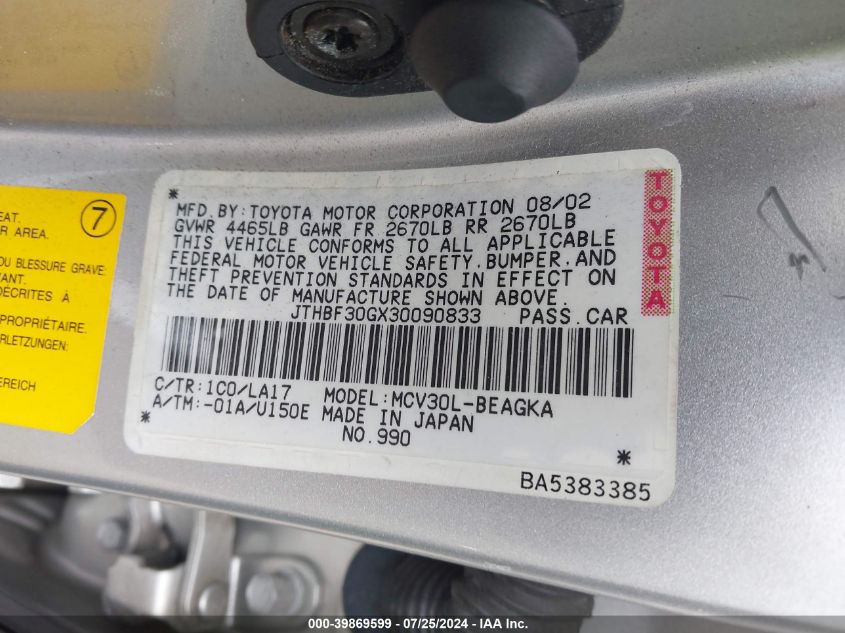 7
EAT.
R AREA.
OU BLESSURE GRAVE
VANT.
DÉCRITES À
PROPRIÉTAIRE.
RLETZUNGEN:
EREICH
* MFD. BY: TOYOTA MOTOR CORPORATION 08/02
GVWR 4465LB GAWR FR 2670LB RR 2670LB
THIS VEHICLE CONFORMS TO ALL APPLICABLE
FEDERAL MOTOR VEHICLE SAFETY, BUMPER, AND
THEFT PREVENTION STANDARDS IN EFFECT ON
THE DATE OF MANUFACTURE SHOWN ABOVE.
JTHBF30GX30090833 PASS. CAR
C/TR: 1C0/LA17 MODEL: MCV30L-BEAGKA
A/TM: -01A/U150E MADE IN JAPAN
* NO. 990 *
BA5383385
TOYOTA
000-39869599 / 07/25/2024 - IAA Inc.